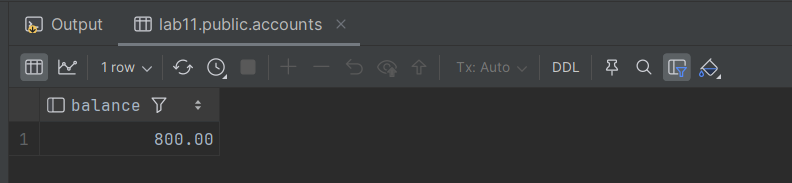 Output lab11.public.accounts
1 row Tx: Auto DDL
balance
1 800.00